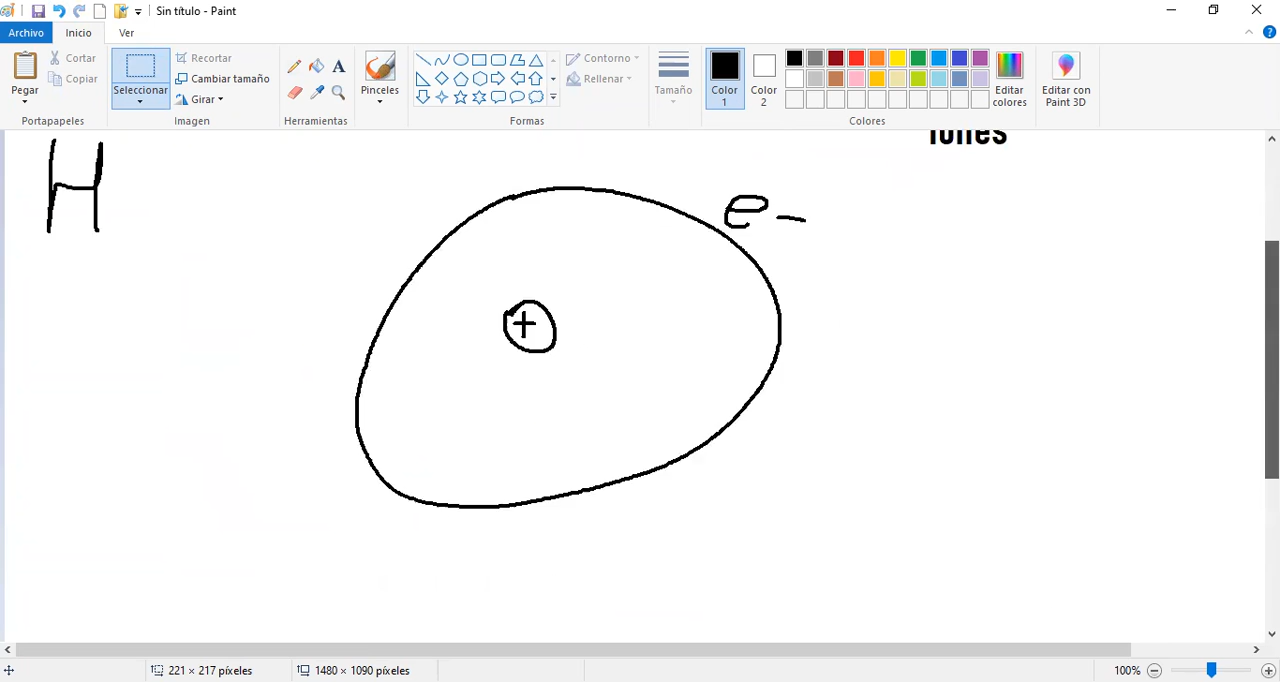 Sin título - Paint
Archivo Inicio Ver
Pegar
Cortar
Copiar
Portapapeles
Seleccionar
Recortar
Cambiar tamaño
Girar
Imagen
A
Herramientas
Pinceles
Contorno
Rellenar
Formas
Tamaño
Color 1
Color 2
Editar colores
Editar con Paint 3D
Colores
H
e-
+
221 × 217 píxeles
1480 × 1090 píxeles
100%